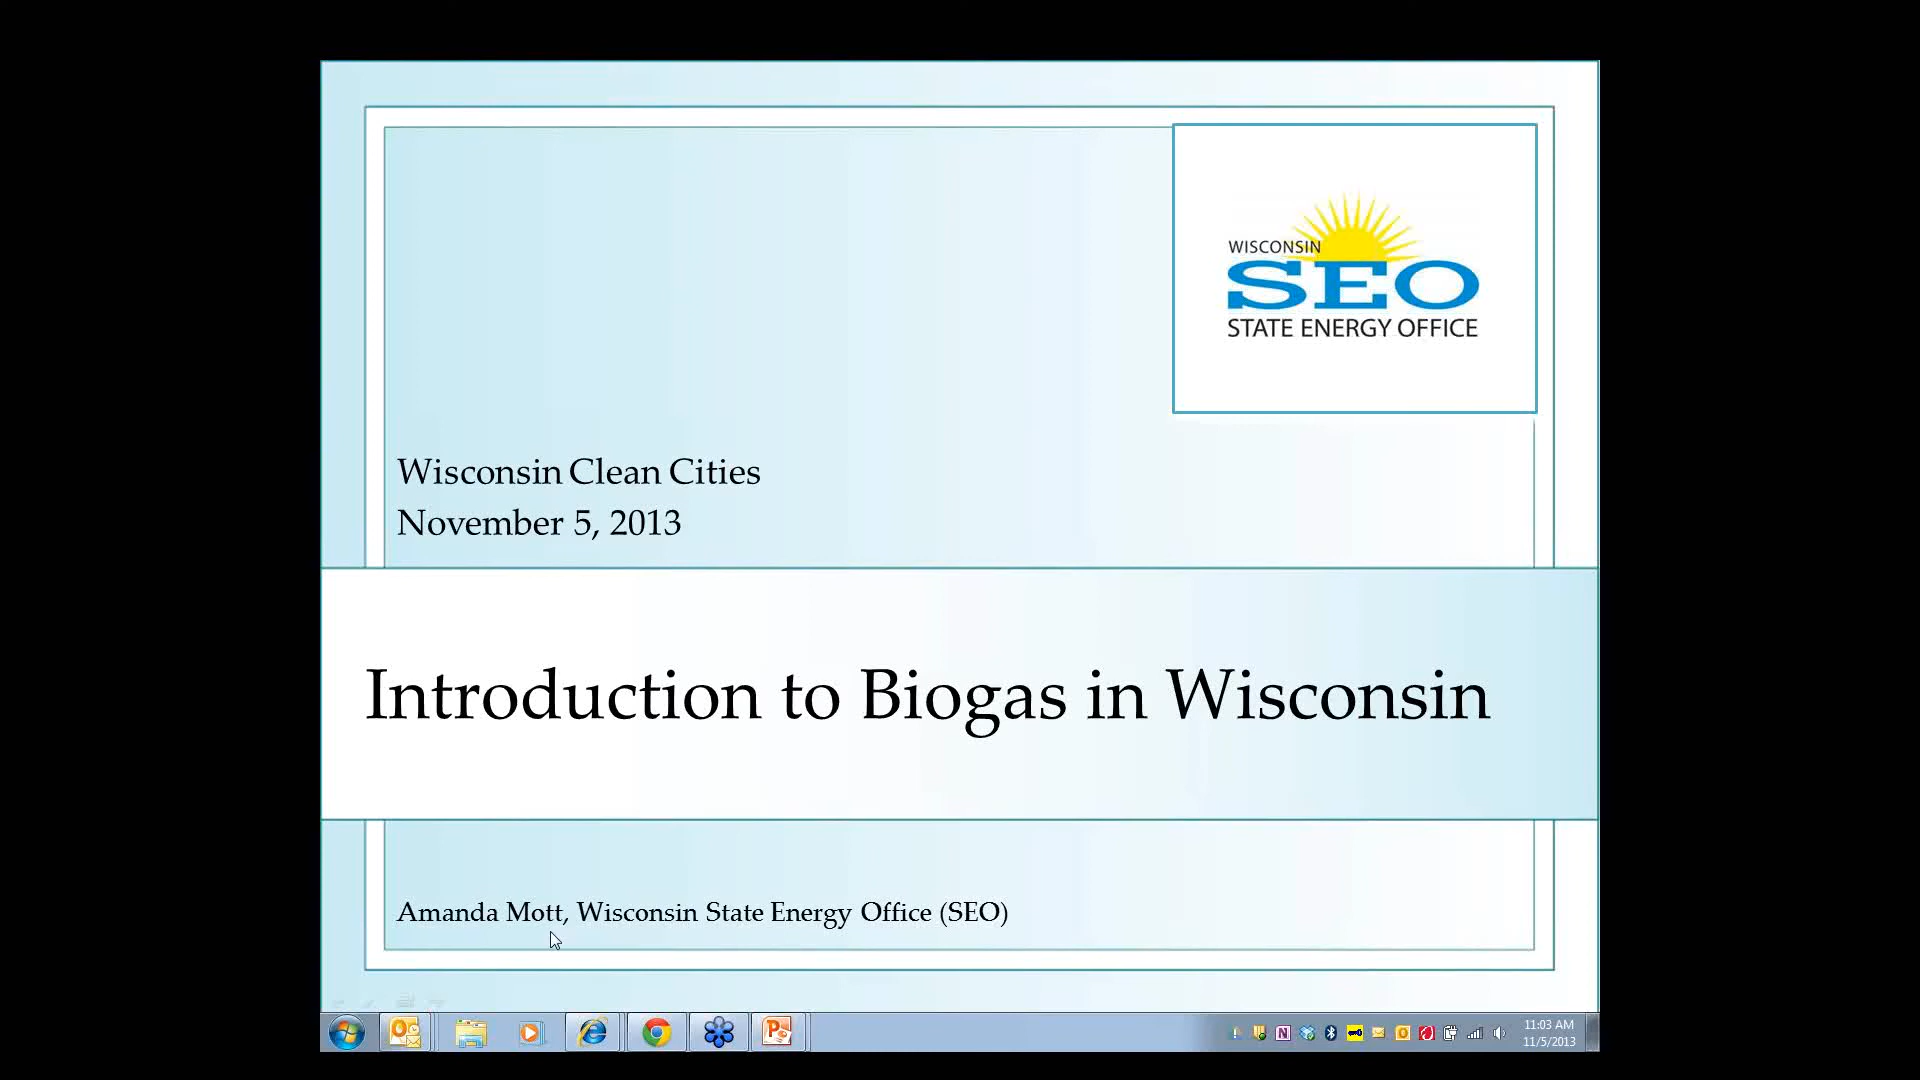 WISCONSIN
SEO
STATE ENERGY OFFICE
Wisconsin Clean Cities
November 5, 2013
Introduction to Biogas in Wisconsin
Amanda Mott, Wisconsin State Energy Office (SEO)
11:03 AM
11/5/2013